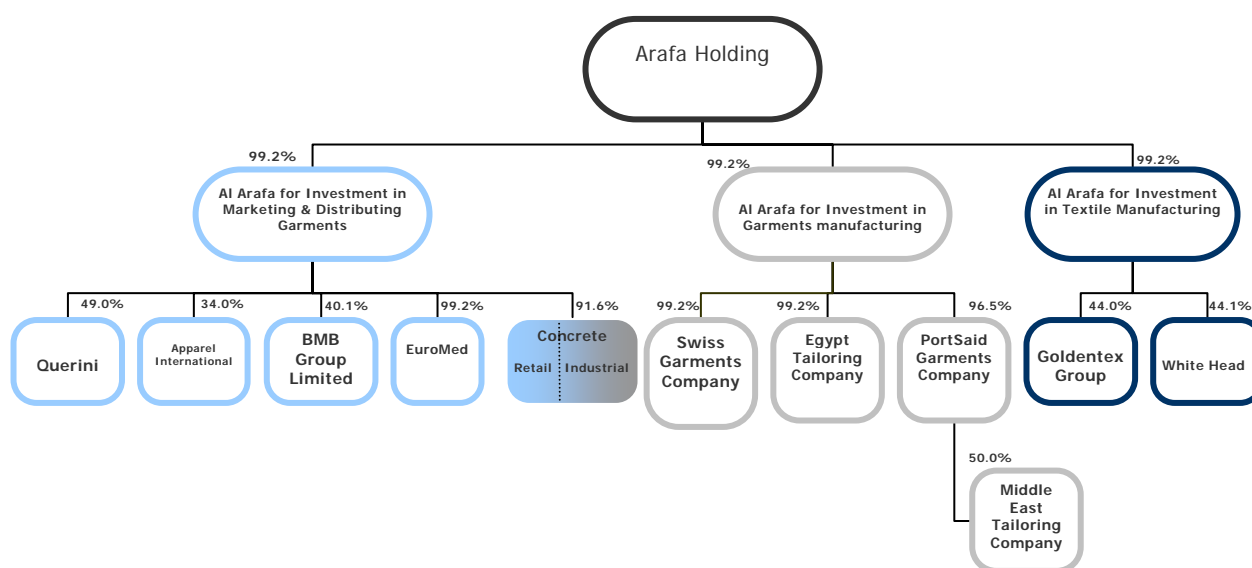 Arafa Holding
99.2%
99.2%
99.2%
Al Arafa for Investment in
Marketing & Distributing
Garments
Al Arafa for Investment in
Garments manufacturing
Al Arafa for Investment
in Textile Manufacturing
49.0%
34.0%
40.1%
99.2%
91.6%
99.2%
99.2%
96.5%
44.0%
44.1%
Querini
Apparel
International
BMB
Group
Limited
EuroMed
Concrete
Retail
Industrial
Swiss
Garments
Company
Egypt
Tailoring
Company
PortSaid
Garments
Company
Goldentex
Group
White Head
50.0%
Middle
East
Tailoring
Company